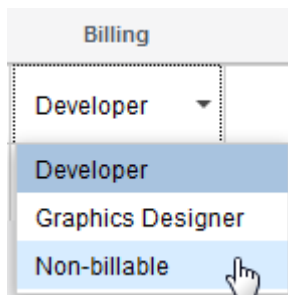 Billing
Developer
Developer
Graphics Designer
Non-billable